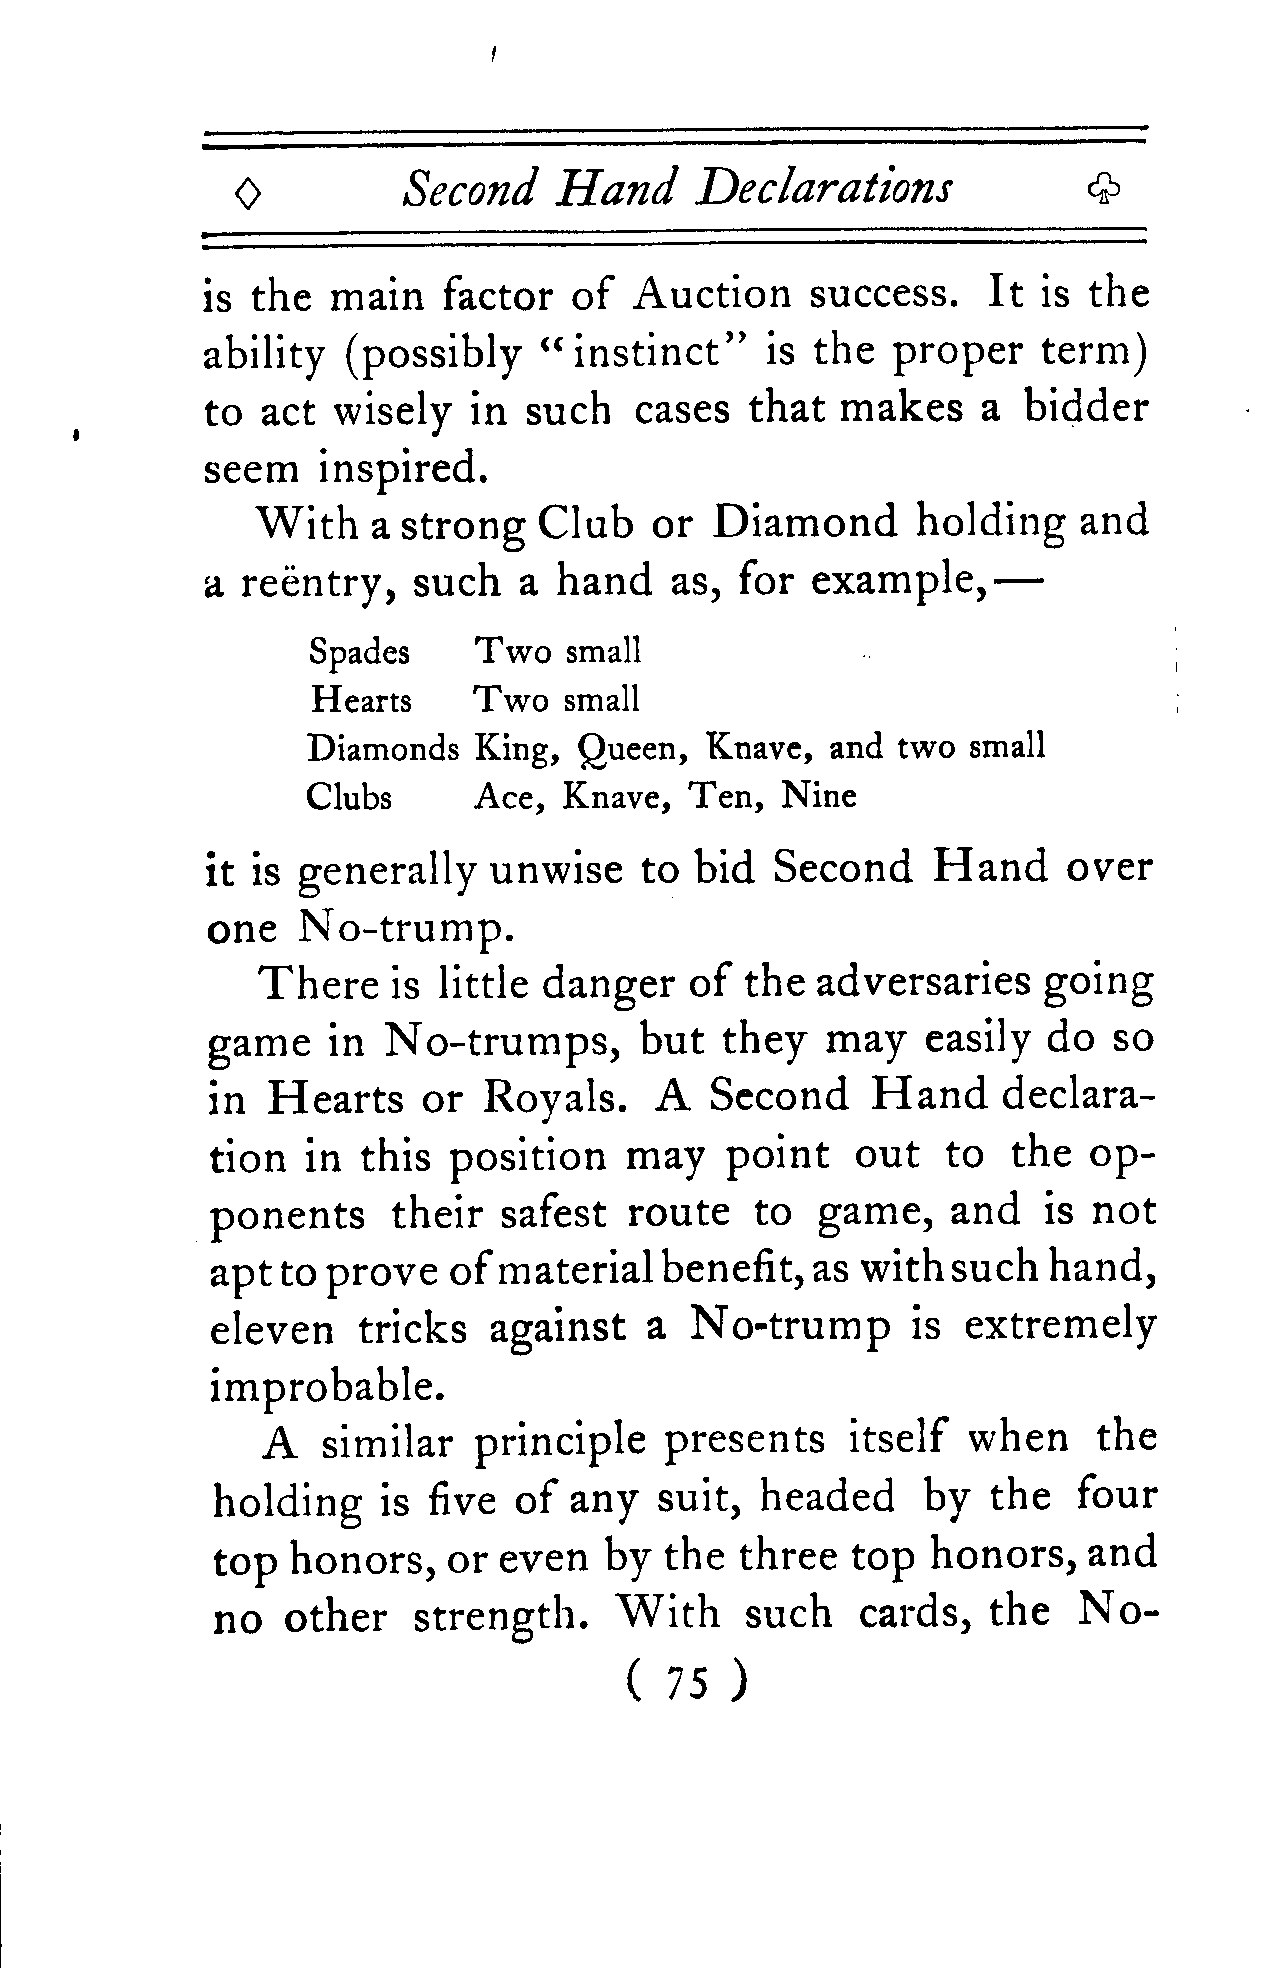 ◇ Second Hand Declarations ♧
is the main factor of Auction success. It is the
ability (possibly “instinct” is the proper term)
to act wisely in such cases that makes a bidder
seem inspired.
With a strong Club or Diamond holding and
a reëntry, such a hand as, for example,—
Spades Two small
Hearts Two small
Diamonds King, Queen, Knave, and two small
Clubs Ace, Knave, Ten, Nine
it is generally unwise to bid Second Hand over
one No-trump.
There is little danger of the adversaries going
game in No-trumps, but they may easily do so
in Hearts or Royals. A Second Hand declara-
tion in this position may point out to the op-
ponents their safest route to game, and is not
apt to prove of material benefit, as with such hand,
eleven tricks against a No-trump is extremely
improbable.
A similar principle presents itself when the
holding is five of any suit, headed by the four
top honors, or even by the three top honors, and
no other strength. With such cards, the No-
( 75 )